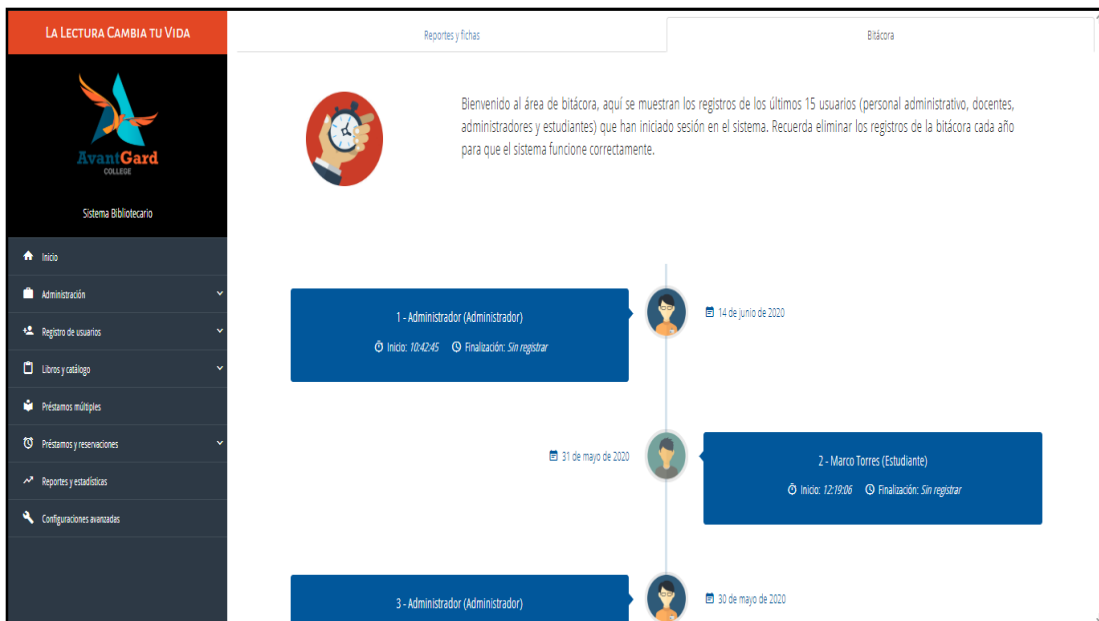 LA LECTURA CAMBIA TU VIDA
AvantGard
COLLEGE
Sistema Bibliotecario
Inicio
Administración
Registro de usuarios
Libros y catálogo
Préstamos múltiples
Préstamos y reservaciones
Reportes y estadísticas
Configuraciones avanzadas
Reportes y fichas
Bitácora
Bienvenido al área de bitácora, aquí se muestran los registros de los últimos 15 usuarios (personal administrativo, docentes,
administradores y estudiantes) que han iniciado sesión en el sistema. Recuerda eliminar los registros de la bitácora cada año
para que el sistema funcione correctamente.
1 - Administrador (Administrador)
Inicio: 10:42:45 Finalización: Sin registrar
14 de junio de 2020
31 de mayo de 2020
2 - Marco Torres (Estudiante)
Inicio: 12:19:06 Finalización: Sin registrar
3 - Administrador (Administrador)
30 de mayo de 2020